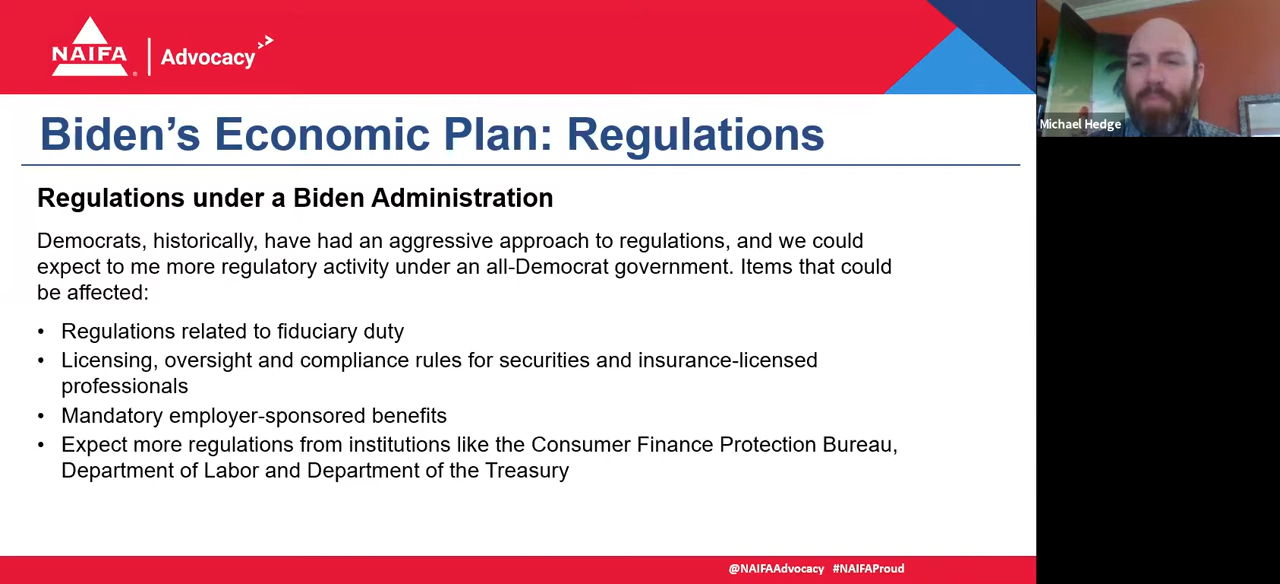 NAIFA
Advocacy
Michael Hedge
Biden's Economic Plan: Regulations
Regulations under a Biden Administration
Democrats, historically, have had an aggressive approach to regulations, and we could
expect to me more regulatory activity under an all-Democrat government. Items that could
be affected:
• Regulations related to fiduciary duty
• Licensing, oversight and compliance rules for securities and insurance-licensed
professionals
• Mandatory employer-sponsored benefits
• Expect more regulations from institutions like the Consumer Finance Protection Bureau,
Department of Labor and Department of the Treasury
@NAIFAAdvocacy #NAIFAProud